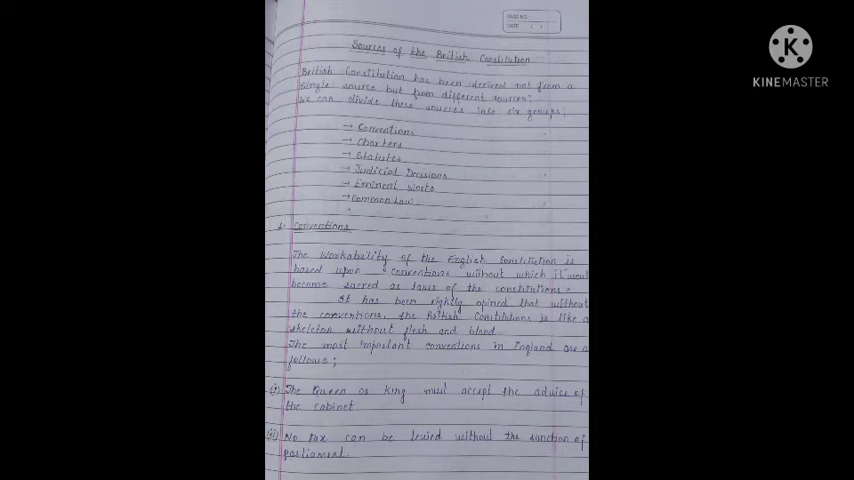 PAGE NO.:
DATE: / /
Sources of the British Constitution
British Constitution has been derived not from a
single source but from different sources;
We can divide these sources into six groups;
→ Conventions
→ Charters
→ Statutes
→ Judicial Decisions
→ Eminent works
→ Common Law
1. Conventions
The Workability of the English Constitution is
based upon conventions without which it
become sacred as laws of the constitutions.
It has been rightly opined that without
the conventions, the British Constitutions is like a
skeleton without flesh and blood.
The most important conventions in England are a
follows;
(i) The Queen or king must accept the advice of
the cabinet
(ii) No tax can be levied without the sanction of
parliament.
K
KINEMASTER